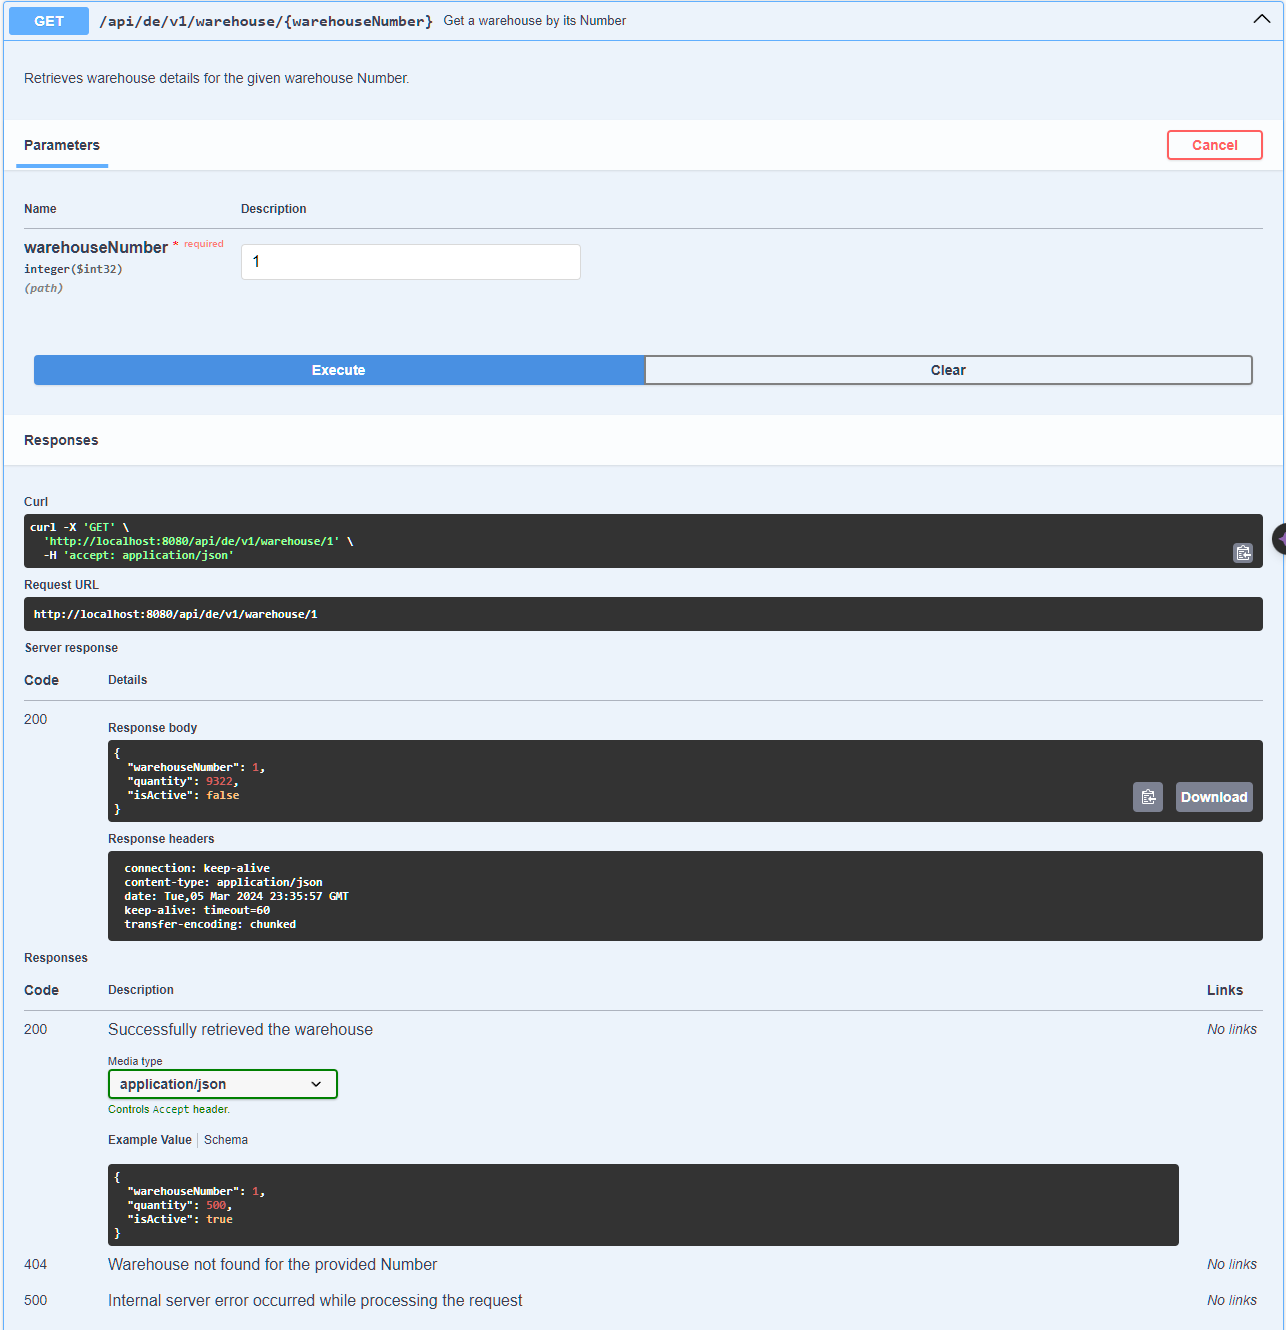 GET /api/de/v1/warehouse/{warehouseNumber} Get a warehouse by its Number
Retrieves warehouse details for the given warehouse Number.
Parameters
Cancel
Name Description
warehouseNumber * required
integer($int32)
(path)
1
Execute Clear
Responses
Curl
curl -X 'GET' \
'http://localhost:8080/api/de/v1/warehouse/1' \
-H 'accept: application/json'
Request URL
http://localhost:8080/api/de/v1/warehouse/1
Server response
Code Details
200
Response body
{
"warehouseNumber": 1,
"quantity": 9322,
"isActive": false
}
Download
Response headers
connection: keep-alive
content-type: application/json
date: Tue,05 Mar 2024 23:35:57 GMT
keep-alive: timeout=60
transfer-encoding: chunked
Responses
Code Description Links
200 Successfully retrieved the warehouse No links
Media type
application/json
Controls Accept header.
Example Value Schema
{
"warehouseNumber": 1,
"quantity": 500,
"isActive": true
}
404 Warehouse not found for the provided Number No links
500 Internal server error occurred while processing the request No links